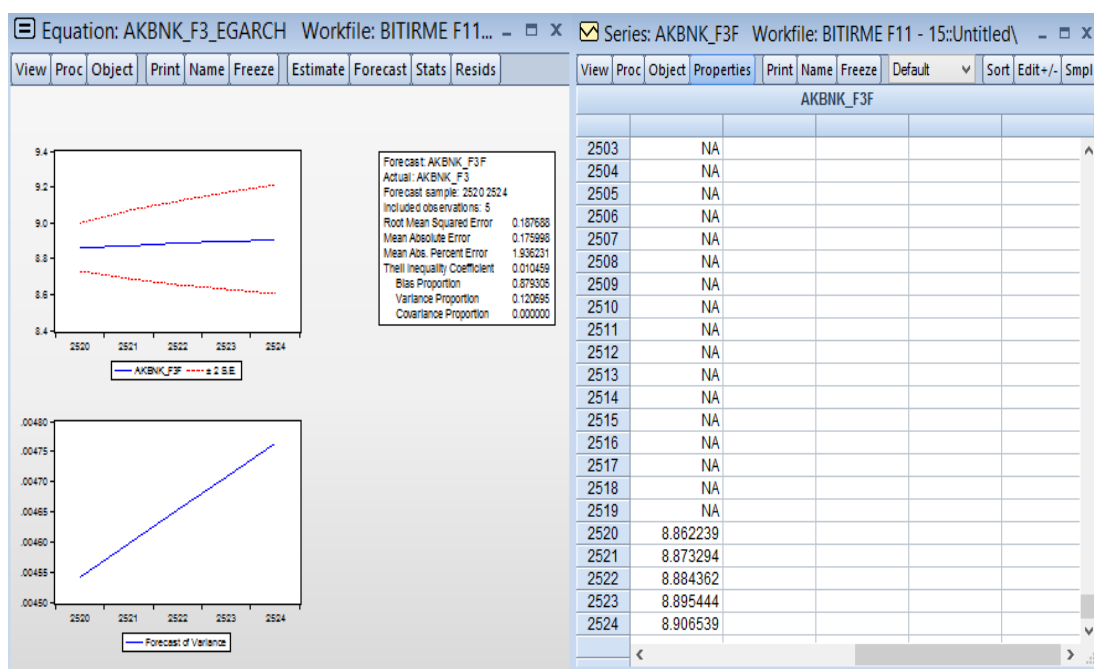 Equation: AKBNK_F3_EGARCH Workfile: BITIRME F11...
View Proc Object Print Name Freeze Estimate Forecast Stats Resids
9.4
9.2
9.0
8.8
8.6
8.4
2520 2521 2522 2523 2524
AKBNK_F3F ± 2 S.E.
Forecast: AKBNK_F3F
Actual: AKBNK_F3
Forecast sample: 2520 2524
Included observations: 5
Root Mean Squared Error 0.187688
Mean Absolute Error 0.175998
Mean Abs. Percent Error 1.936231
Theil Inequality Coefficient 0.010459
Bias Proportion 0.879305
Variance Proportion 0.120695
Covariance Proportion 0.000000
.00480
.00475
.00470
.00465
.00460
.00455
.00450
2520 2521 2522 2523 2524
Forecast of Variance
Series: AKBNK_F3F Workfile: BITIRME F11 - 15::Untitled\
View Proc Object Properties Print Name Freeze Default Sort Edit+/- Smpl
AKBNK_F3F
2503 NA
2504 NA
2505 NA
2506 NA
2507 NA
2508 NA
2509 NA
2510 NA
2511 NA
2512 NA
2513 NA
2514 NA
2515 NA
2516 NA
2517 NA
2518 NA
2519 NA
2520 8.862239
2521 8.873294
2522 8.884362
2523 8.895444
2524 8.906539